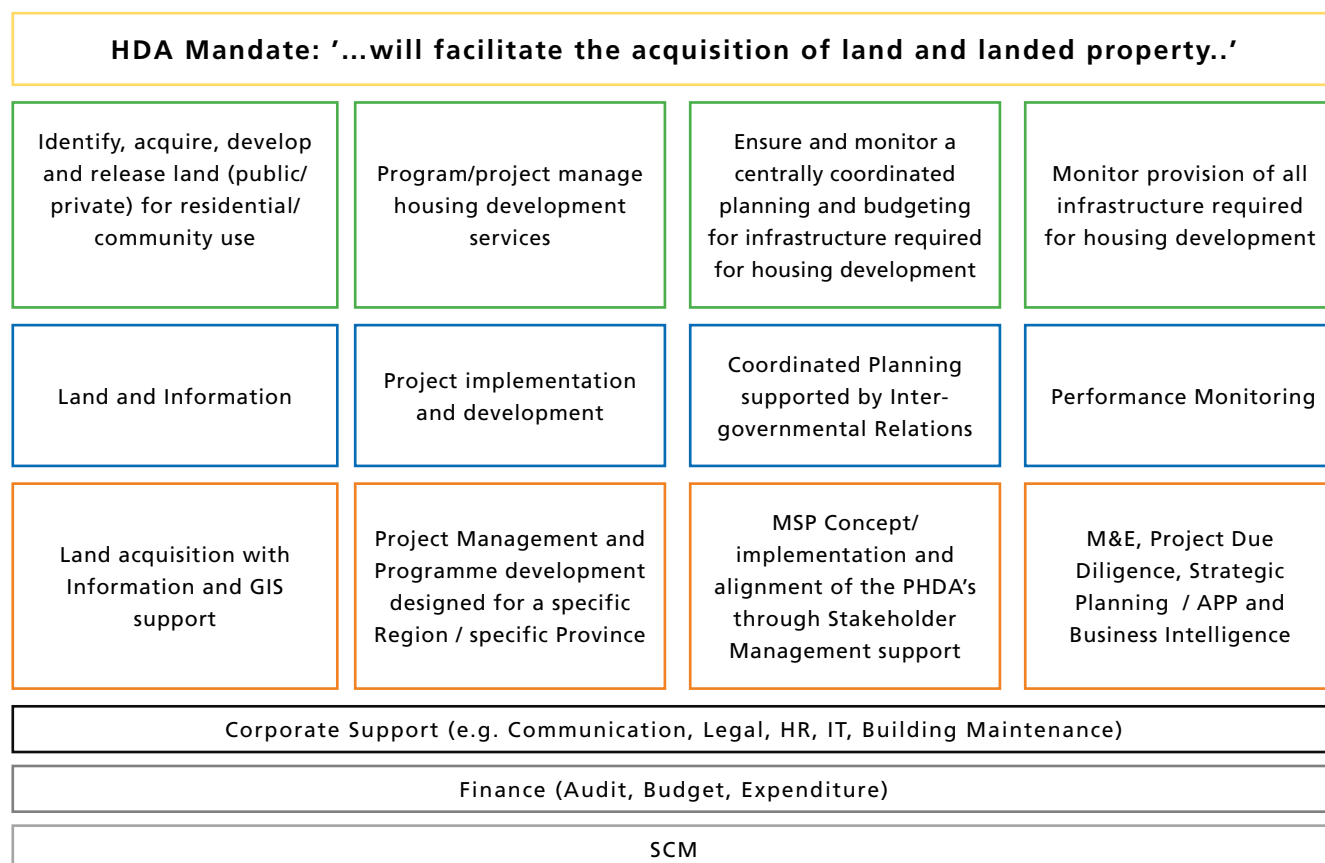 HDA Mandate: '...will facilitate the acquisition of land and landed property..'
Identify, acquire, develop
and release land (public/
private) for residential/
community use
Program/project manage
housing development
services
Ensure and monitor a
centrally coordinated
planning and budgeting
for infrastructure required
for housing development
Monitor provision of all
infrastructure required
for housing development
Land and Information
Project implementation
and development
Coordinated Planning
supported by Inter-
governmental Relations
Performance Monitoring
Land acquisition with
Information and GIS
support
Project Management and
Programme development
designed for a specific
Region / specific Province
MSP Concept/
implementation and
alignment of the PHDA's
through Stakeholder
Management support
M&E, Project Due
Diligence, Strategic
Planning / APP and
Business Intelligence
Corporate Support (e.g. Communication, Legal, HR, IT, Building Maintenance)
Finance (Audit, Budget, Expenditure)
SCM